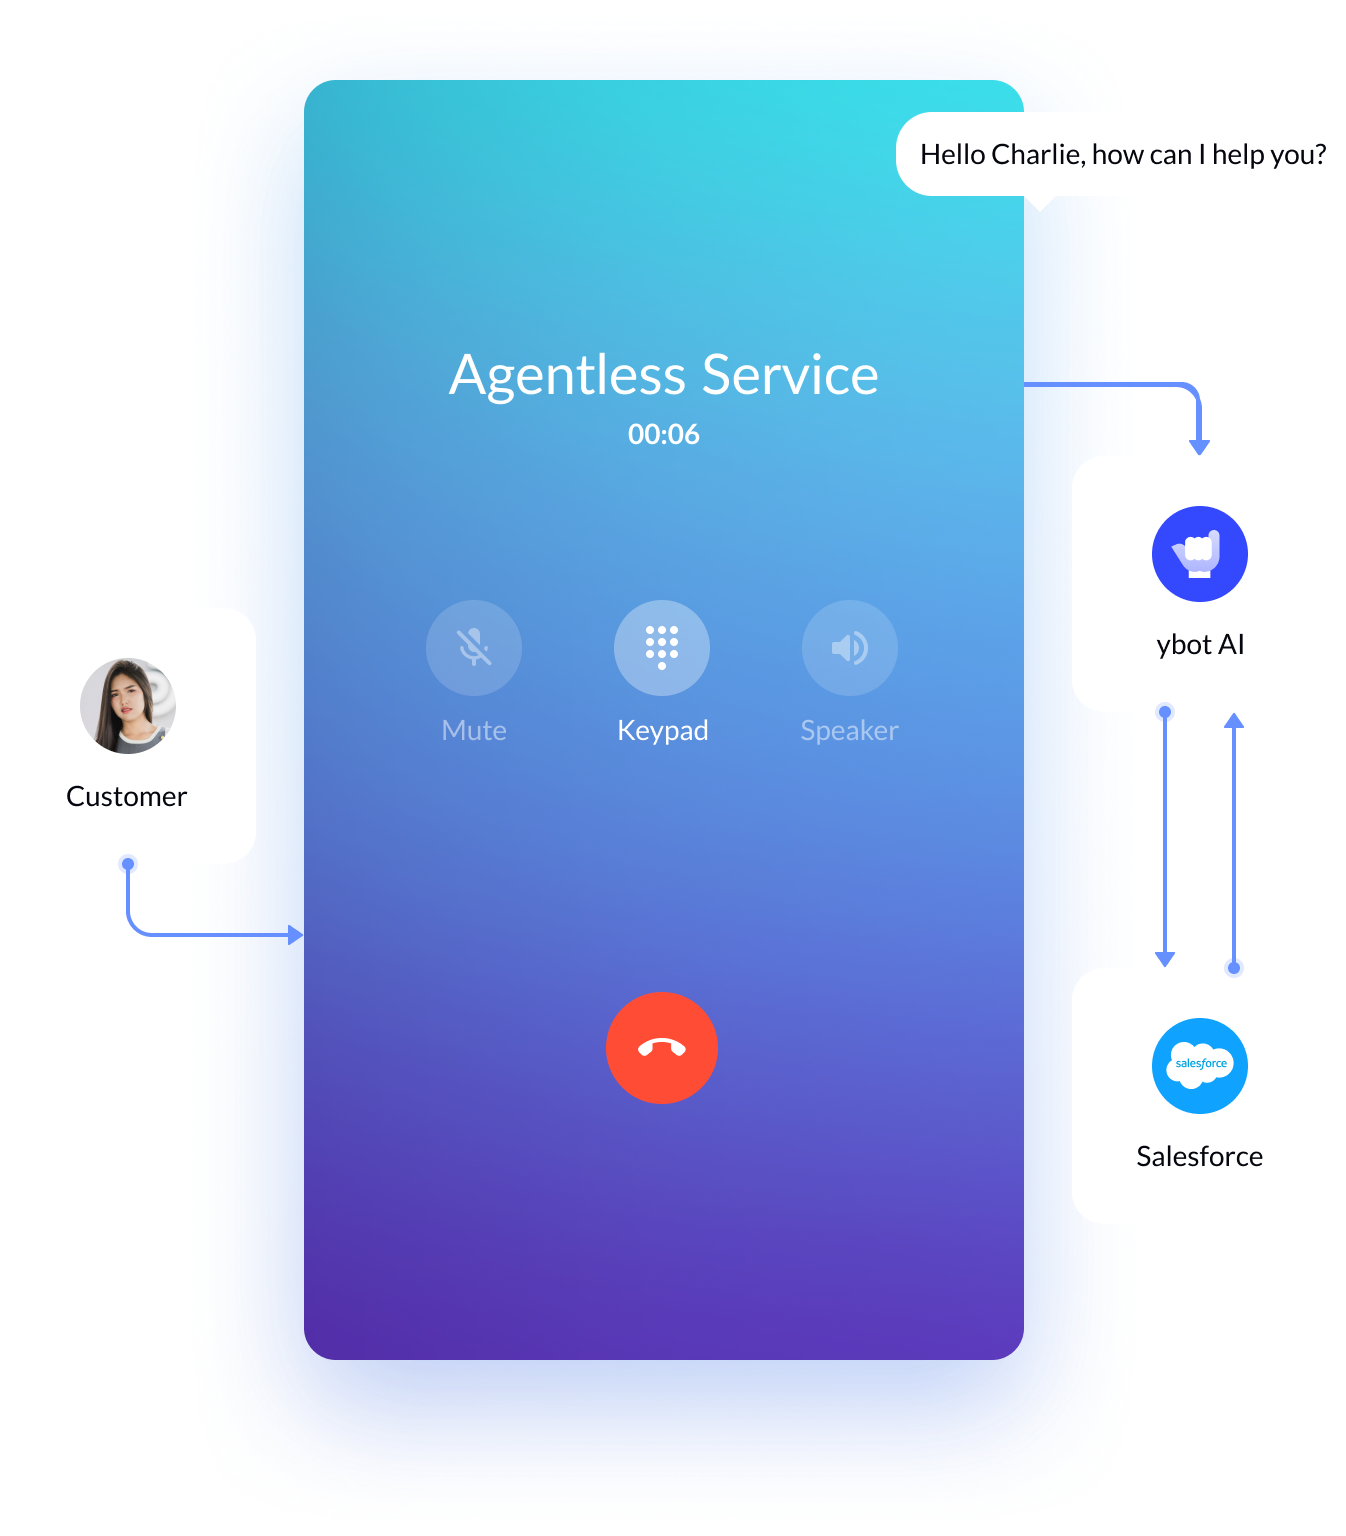 Hello Charlie, how can I help you?
Agentless Service
00:06
Mute
Keypad
Speaker
Customer
ybot AI
salesforce
Salesforce